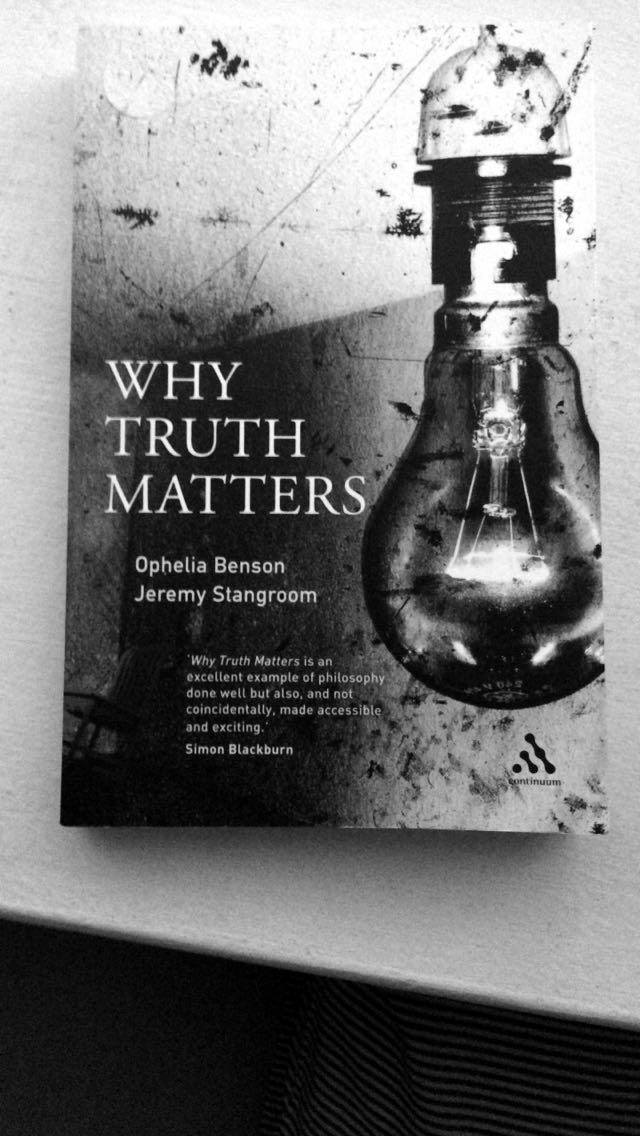 WHY
TRUTH
MATTERS
Ophelia Benson
Jeremy Stangroom
'Why Truth Matters is an
excellent example of philosophy
done well but also, and not
coincidentally, made accessible
and exciting.'
Simon Blackburn
continuum